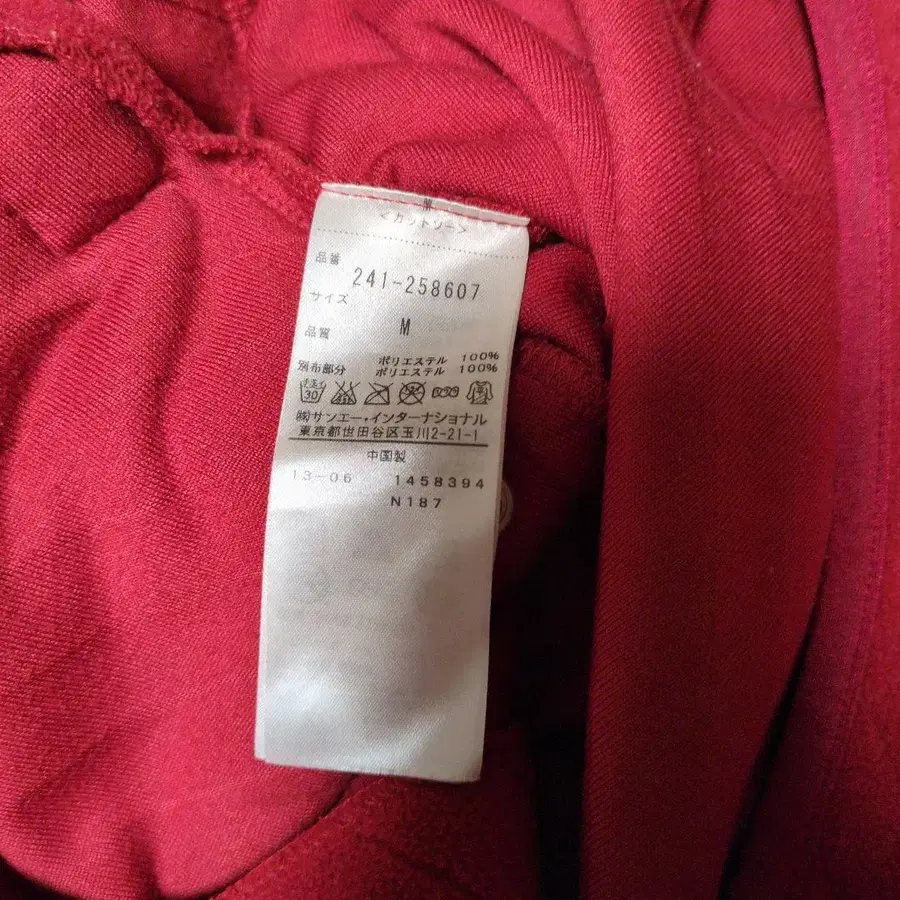 <カットソー>
品番 241-258607
サイズ M
品質 ポリエステル 100%
別布部分 ポリエステル 100%
30
㈱サンエー・インターナショナル
東京都世田谷区玉川2-21-1
中国製
13-06 1458394
N187